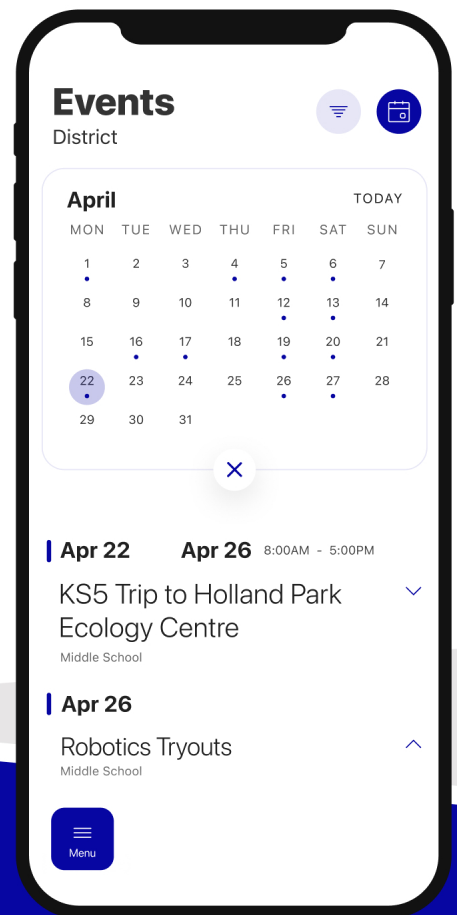 Events
District
April TODAY
MON TUE WED THU FRI SAT SUN
1 2 3 4 5 6 7
8 9 10 11 12 13 14
15 16 17 18 19 20 21
22 23 24 25 26 27 28
29 30 31
Apr 22 Apr 26 8:00AM - 5:00PM
KS5 Trip to Holland Park
Ecology Centre
Middle School
Apr 26
Robotics Tryouts
Middle School
Menu